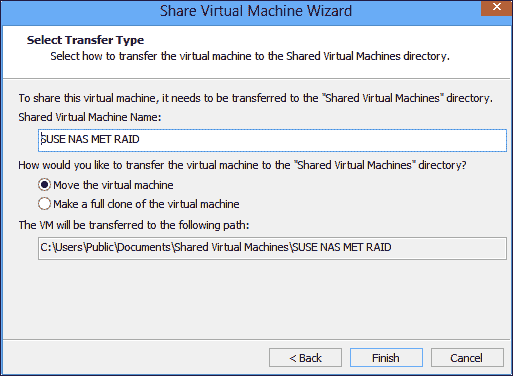 Share Virtual Machine Wizard
Select Transfer Type
Select how to transfer the virtual machine to the Shared Virtual Machines directory.
To share this virtual machine, it needs to be transferred to the "Shared Virtual Machines" directory.
Shared Virtual Machine Name:
SUSE NAS MET RAID
How would you like to transfer the virtual machine to the "Shared Virtual Machines" directory?
Move the virtual machine
Make a full clone of the virtual machine
The VM will be transferred to the following path:
C:\Users\Public\Documents\Shared Virtual Machines\SUSE NAS MET RAID
< Back Finish Cancel